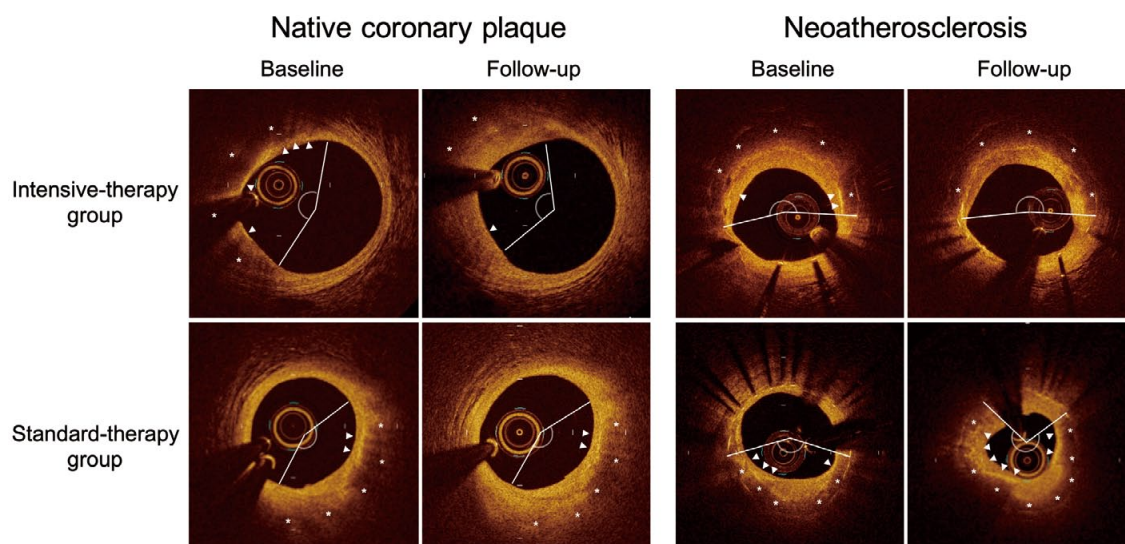 Native coronary plaque
Neoatherosclerosis
Baseline
Follow-up
Baseline
Follow-up
Intensive-therapy
group
Standard-therapy
group